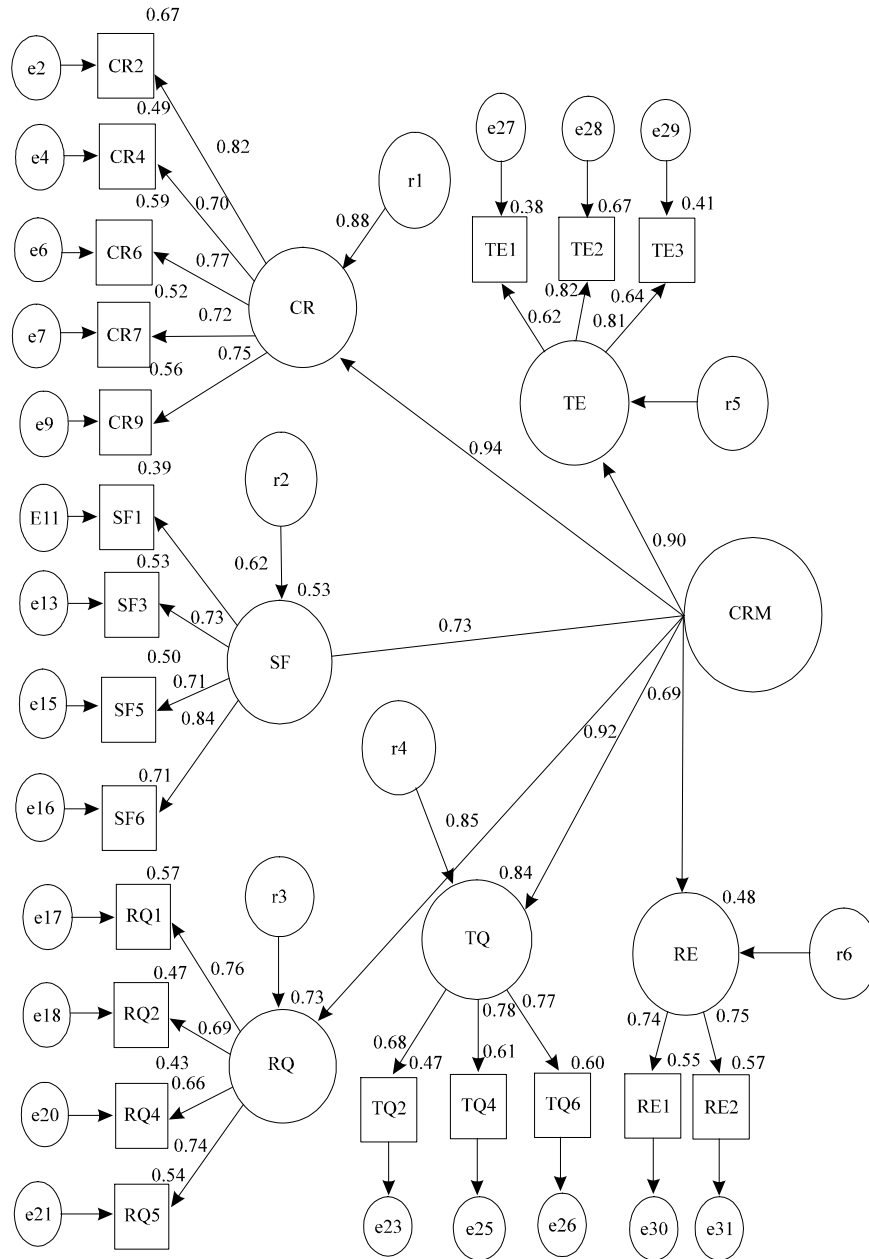 0.67
e2
CR2
0.49
0.82
e4
CR4
0.59
0.70
e6
CR6
0.52
0.77
e7
CR7
0.56
0.72
0.75
e9
CR9
r1
0.88
CR
e27
e28
e29
0.38
0.67
0.41
TE1
TE2
TE3
0.62
0.82
0.64
0.81
TE
r5
0.94
0.90
CRM
0.39
E11
SF1
0.53
e13
SF3
0.73
0.50
e15
SF5
0.71
0.84
0.71
e16
SF6
r2
0.62
0.53
SF
0.73
0.69
0.92
0.85
r4
0.84
TQ
0.48
RE
r6
0.57
e17
RQ1
0.76
0.47
e18
RQ2
0.69
0.43
e20
RQ4
0.66
0.74
0.54
e21
RQ5
r3
0.73
RQ
0.68
0.78
0.77
0.47
0.61
0.60
TQ2
TQ4
TQ6
e23
e25
e26
0.74
0.75
0.55
0.57
RE1
RE2
e30
e31